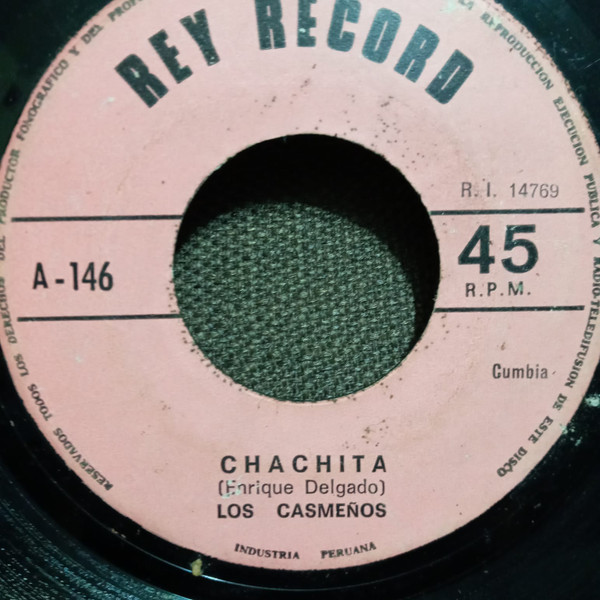 REY RECORD
R. I. 14769
A-146
45
R.P.M.
Cumbia
CHACHITA
(Enrique Delgado)
LOS CASMEÑOS
INDUSTRIA PERUANA
RESERVADOS TODOS LOS DERECHOS DEL PRODUCTOR FONOGRAFICO Y DEL
LA REPRODUCCION EJECUCION PUBLICA Y RADIO-TELEDIFUSION DE ESTE DISCO